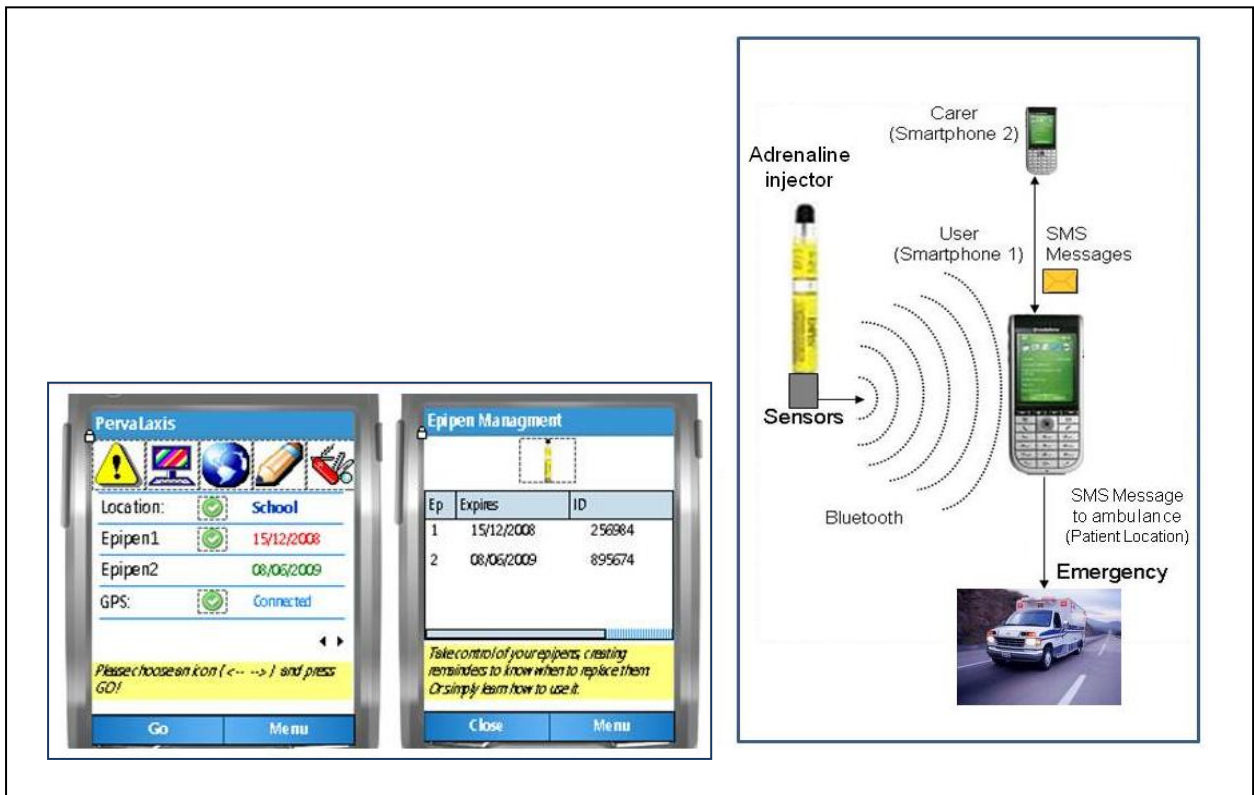 PervaLaxis
Location: School
Epipen1 15/12/2008
Epipen2 08/06/2009
GPS: Connected
Please choose an icon ( <-- --> ) and press
GO!
Go Menu
Epipen Managment
Ep Expires ID
1 15/12/2008 256984
2 08/06/2009 895674
Take control of your epipens, creating
remainders to know when to replace them
Or simply learn how to use it.
Close Menu
Carer
(Smartphone 2)
Adrenaline
injector
User
(Smartphone 1)
SMS
Messages
Sensors
Bluetooth
SMS Message
to ambulance
(Patient Location)
Emergency